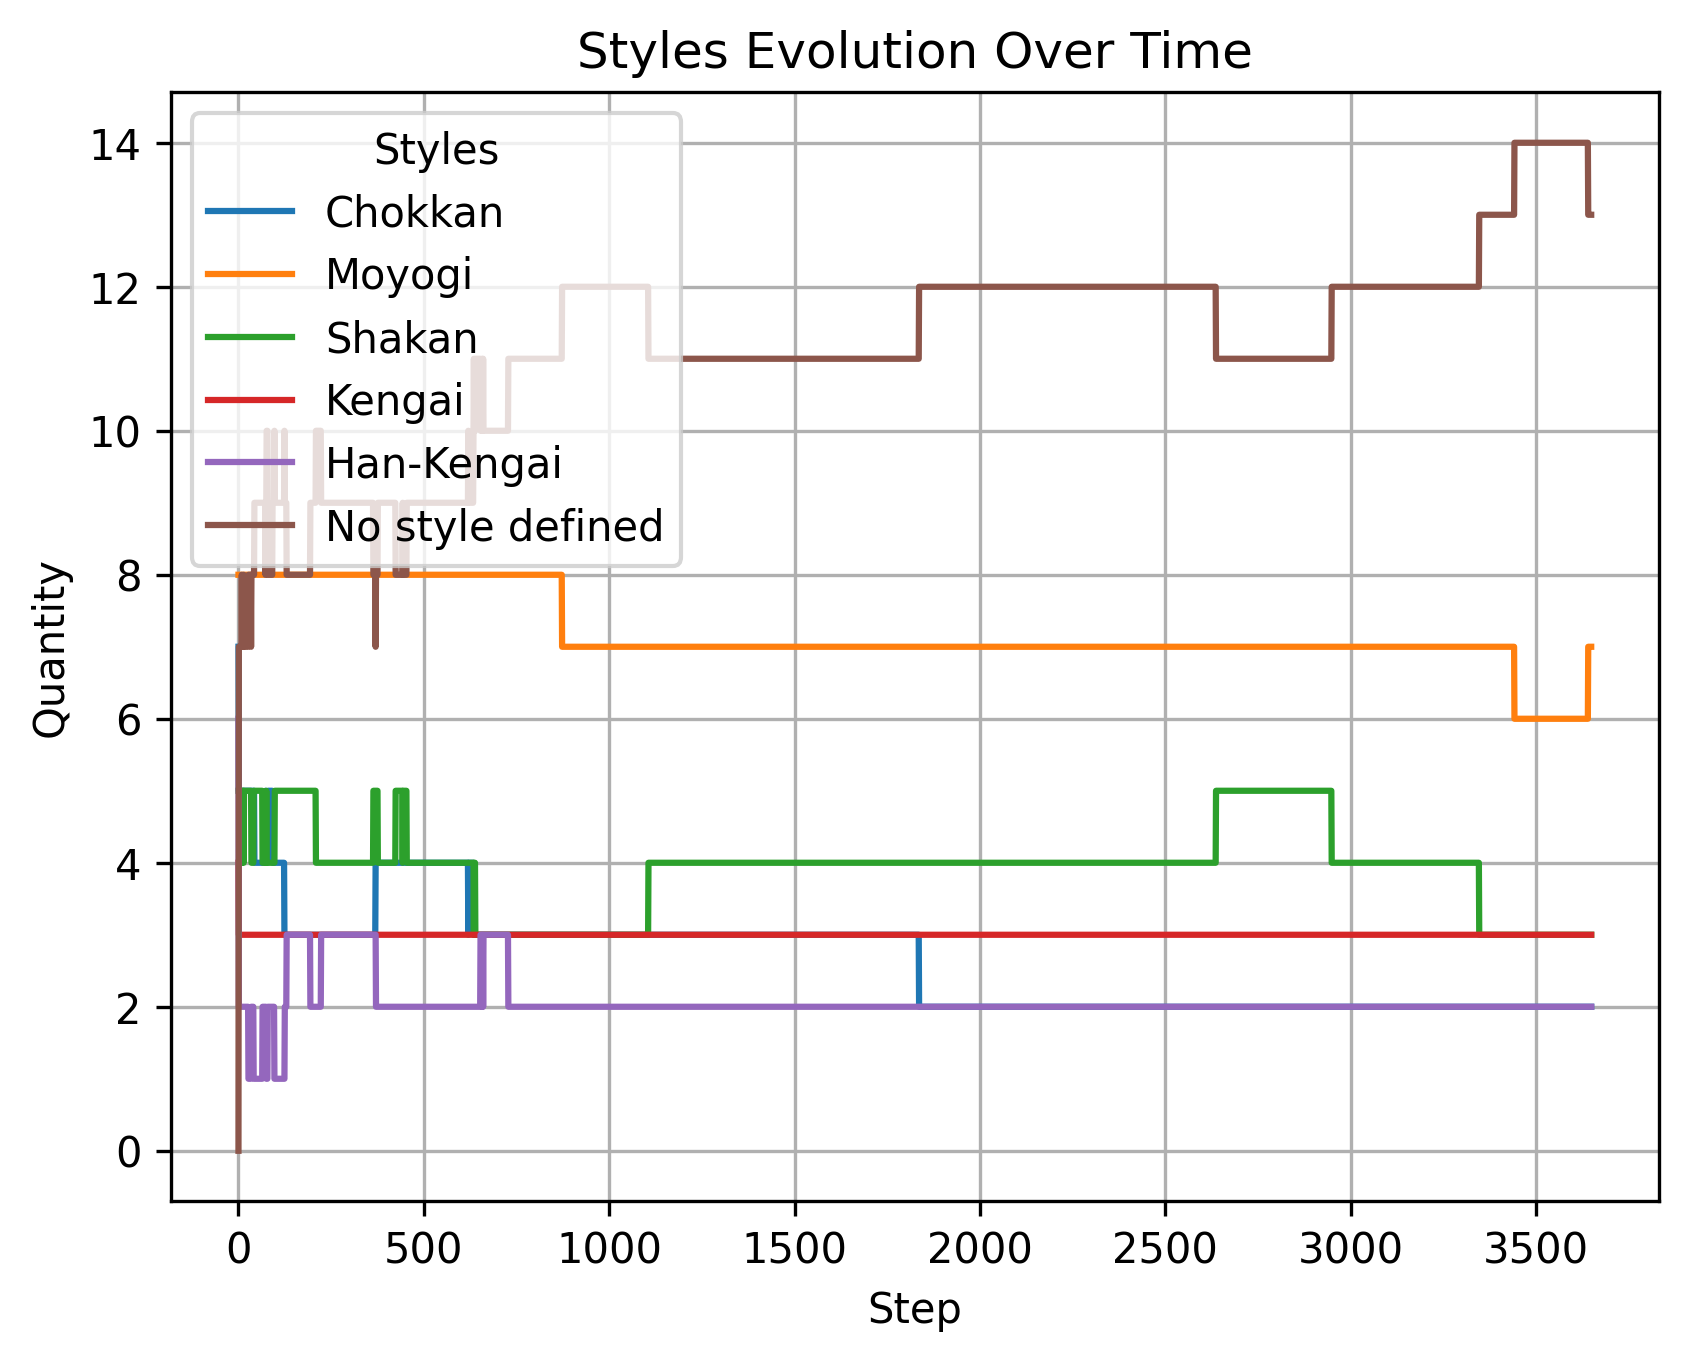 Styles Evolution Over Time
Quantity
14
12
10
8
6
4
2
0
Styles
Chokkan
Moyogi
Shakan
Kengai
Han-Kengai
No style defined
0 500 1000 1500 2000 2500 3000 3500
Step